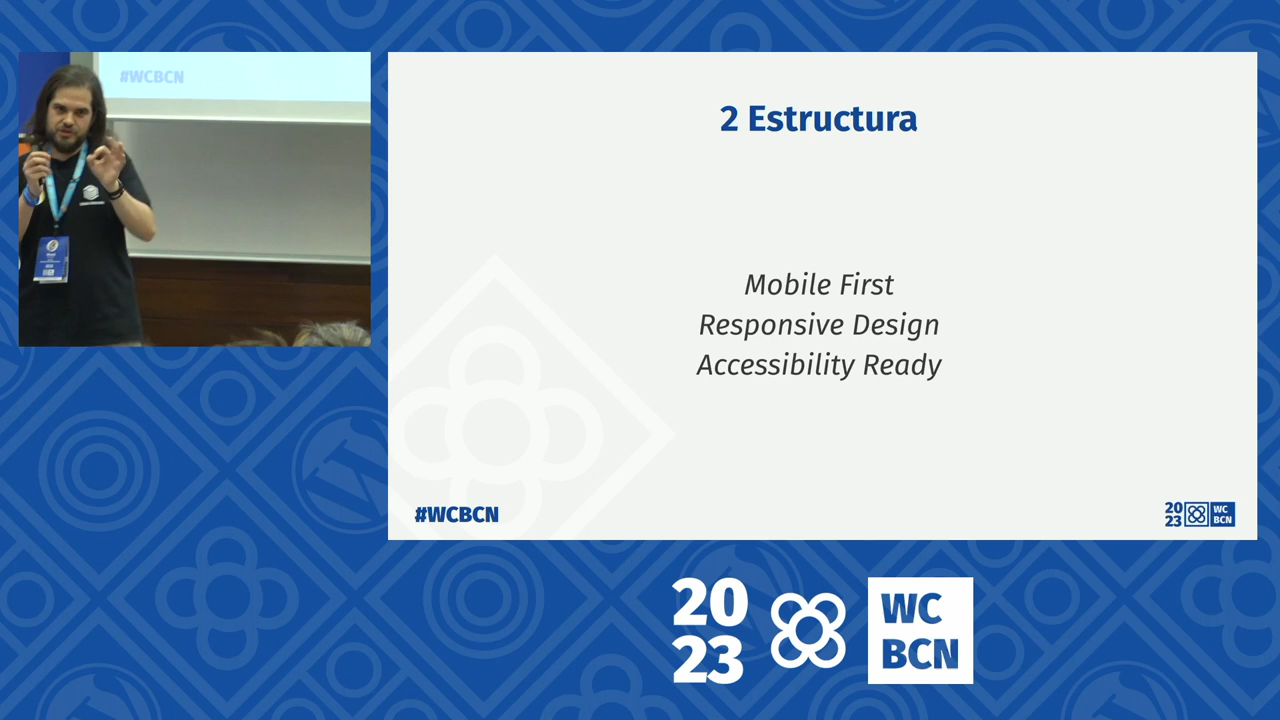 #WCBCN
2 Estructura
Mobile First
Responsive Design
Accessibility Ready
#WCBCN
20
23
WC
BCN
20
23
WC
BCN